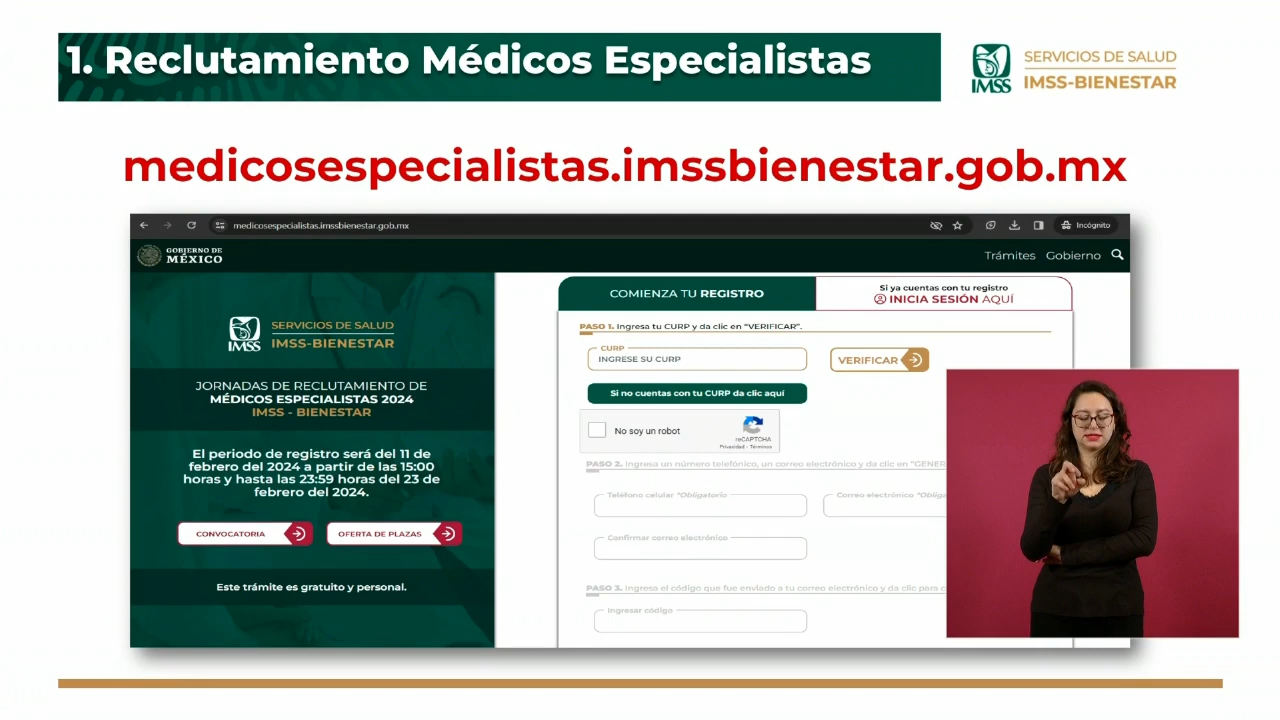 1. Reclutamiento Médicos Especialistas
IMSS
SERVICIOS DE SALUD
IMSS-BIENESTAR
medicosespecialistas.imssbienestar.gob.mx
medicosespecialistas.imssbienestar.gob.mx
Incógnito
GOBIERNO DE
MÉXICO
Trámites Gobierno
IMSS
SERVICIOS DE SALUD
IMSS-BIENESTAR
JORNADAS DE RECLUTAMIENTO DE
MÉDICOS ESPECIALISTAS 2024
IMSS - BIENESTAR
El periodo de registro será del 11 de
febrero del 2024 a partir de las 15:00
horas y hasta las 23:59 horas del 23 de
febrero del 2024.
CONVOCATORIA
OFERTA DE PLAZAS
Este trámite es gratuito y personal.
COMIENZA TU REGISTRO
Si ya cuentas con tu registro
INICIA SESIÓN AQUÍ
PASO 1. Ingresa tu CURP y da clic en "VERIFICAR".
CURP
INGRESE SU CURP
VERIFICAR
Si no cuentas con tu CURP da clic aquí
No soy un robot
reCAPTCHA
Privacidad - Términos
PASO 2. Ingresa un número telefónico, un correo electrónico y da clic en "GENER
Teléfono celular *Obligatorio
Correo electrónico *Obliga
Confirmar correo electrónico
PASO 3. Ingresa el código que fue enviado a tu correo electrónico y da clic para c
Ingresar código